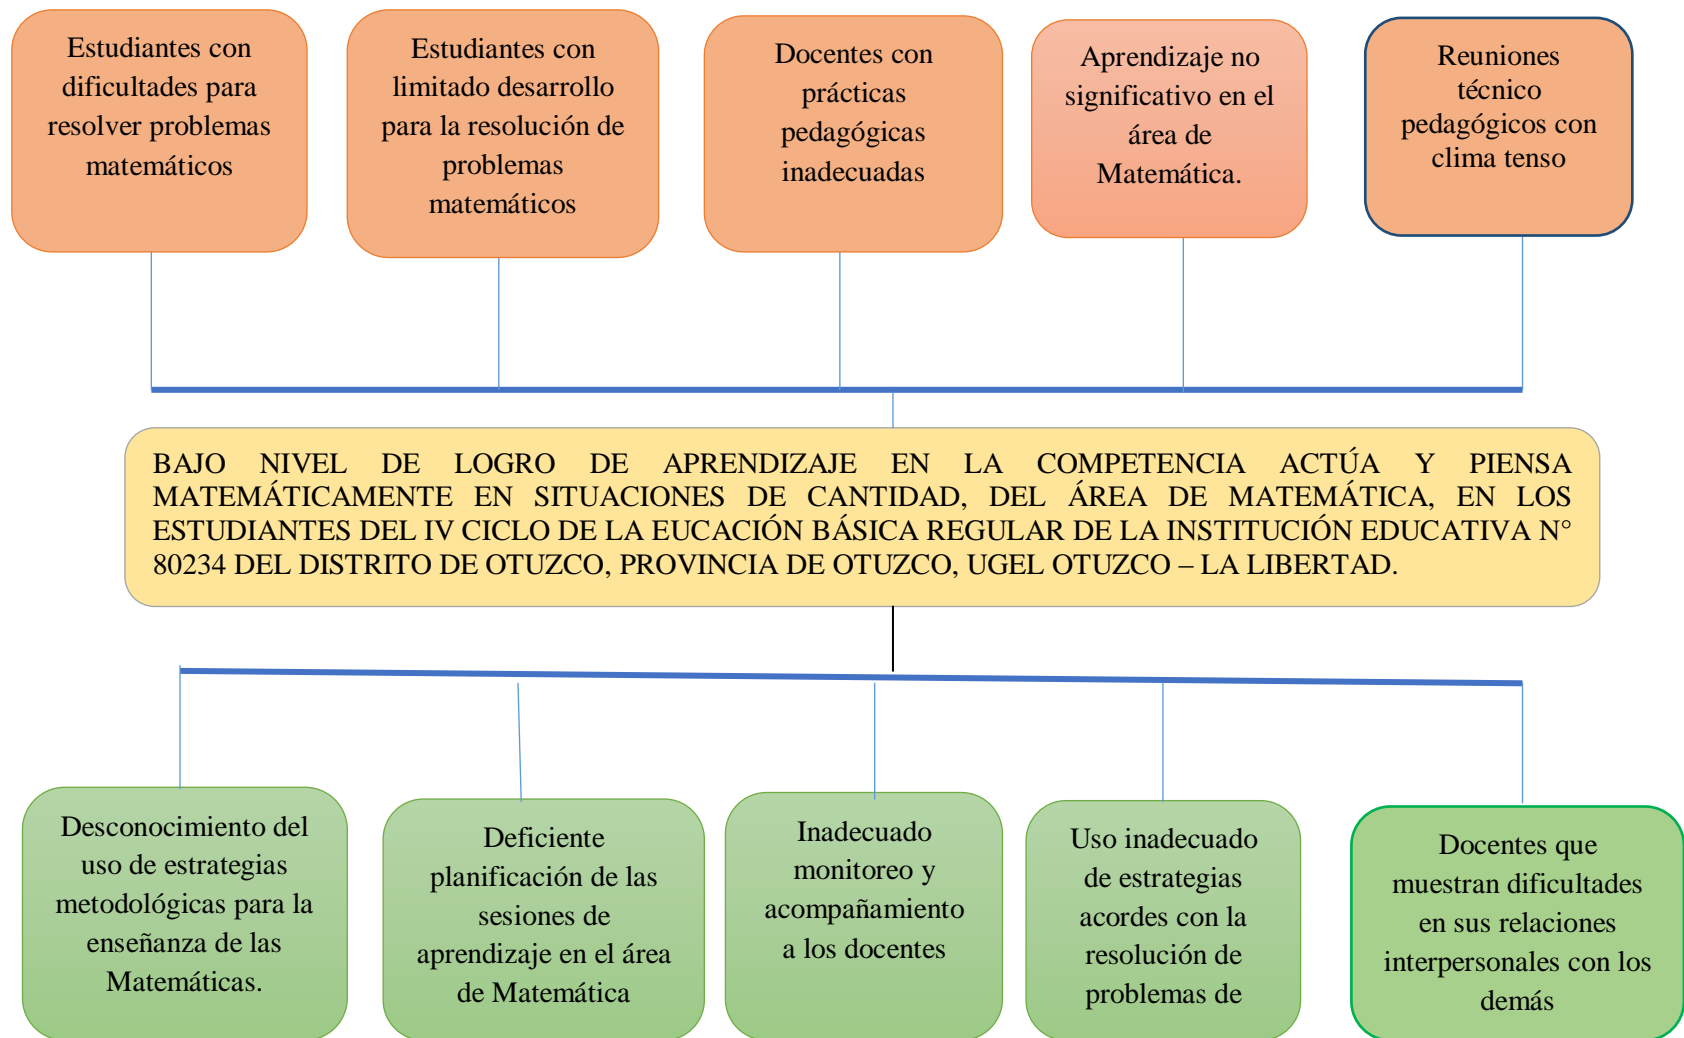 Estudiantes con
dificultades para
resolver problemas
matemáticos
Estudiantes con
limitado desarrollo
para la resolución de
problemas
matemáticos
Docentes con
prácticas
pedagógicas
inadecuadas
Aprendizaje no
significativo en el
área de
Matemática.
Reuniones
técnico
pedagógicos con
clima tenso
BAJO NIVEL DE LOGRO DE APRENDIZAJE EN LA COMPETENCIA ACTÚA Y PIENSA
MATEMÁTICAMENTE EN SITUACIONES DE CANTIDAD, DEL ÁREA DE MATEMÁTICA, EN LOS
ESTUDIANTES DEL IV CICLO DE LA EUCACIÓN BÁSICA REGULAR DE LA INSTITUCIÓN EDUCATIVA N°
80234 DEL DISTRITO DE OTUZCO, PROVINCIA DE OTUZCO, UGEL OTUZCO – LA LIBERTAD.
Desconocimiento del
uso de estrategias
metodológicas para la
enseñanza de las
Matemáticas.
Deficiente
planificación de las
sesiones de
aprendizaje en el área
de Matemática
Inadecuado
monitoreo y
acompañamiento
a los docentes
Uso inadecuado
de estrategias
acordes con la
resolución de
problemas de
Docentes que
muestran dificultades
en sus relaciones
interpersonales con los
demás